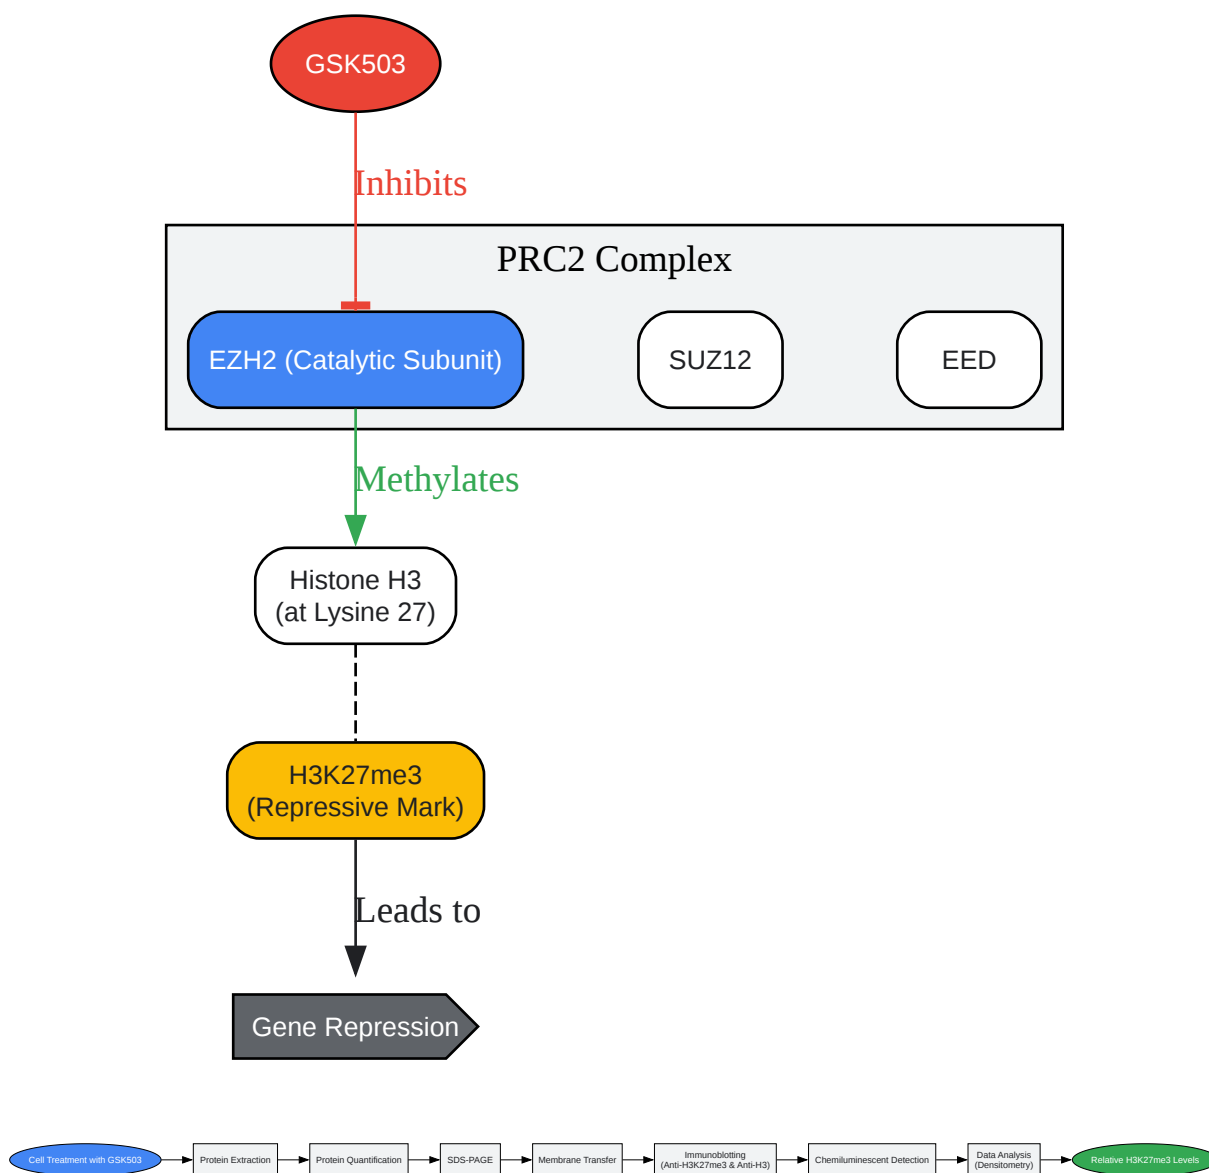 GSK503
Inhibits
PRC2 Complex
EZH2 (Catalytic Subunit)
SUZ12
EED
Methylates
Histone H3
(at Lysine 27)
H3K27me3
(Repressive Mark)
Leads to
Gene Repression
Cell Treatment with GSK503
Protein Extraction
Protein Quantification
SDS-PAGE
Membrane Transfer
Immunoblotting
(Anti-H3K27me3 & Anti-H3)
Chemiluminescent Detection
Data Analysis
(Densitometry)
Relative H3K27me3 Levels